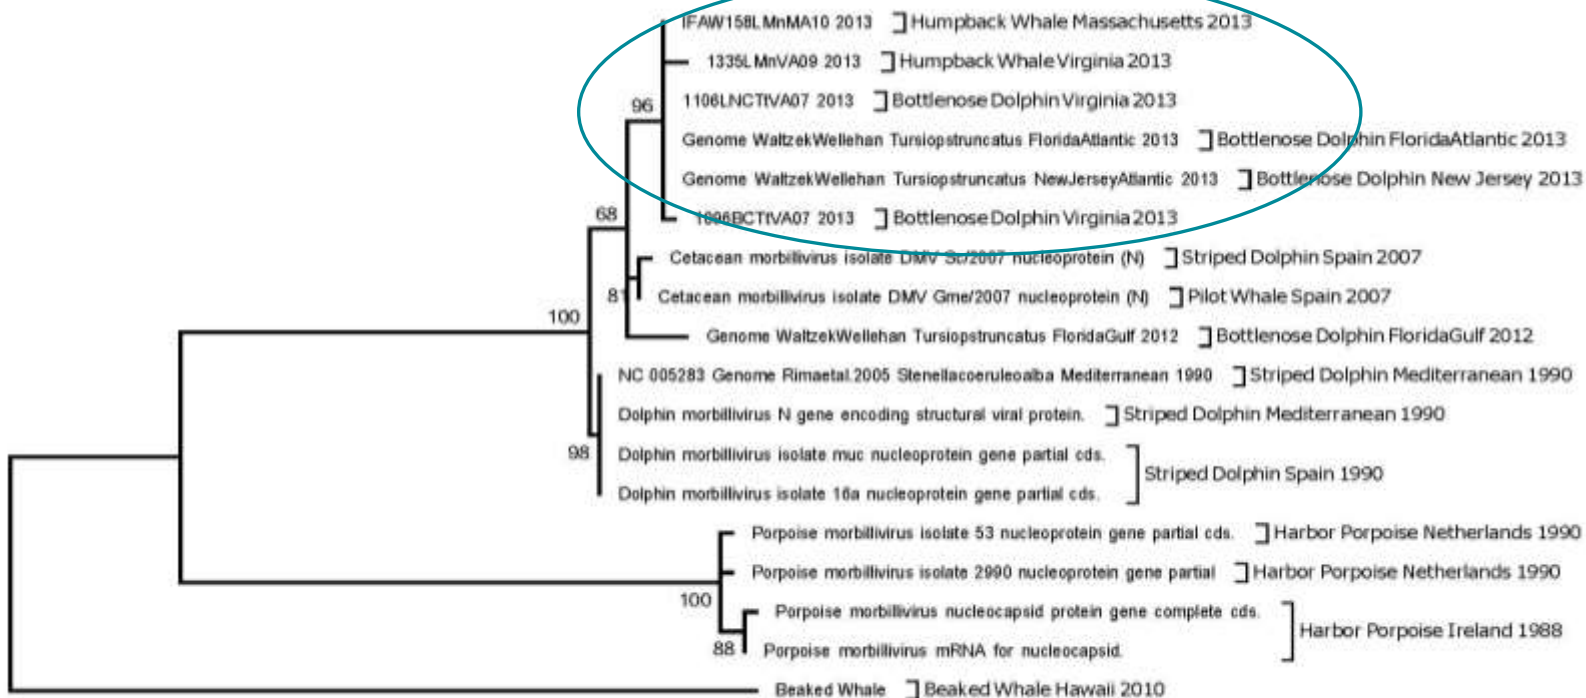 IFAW158LMnMA10 2013 Humpback Whale Massachusetts 2013
1335LMnVA09 2013 Humpback Whale Virginia 2013
96
1106LNCTtVA07 2013 Bottlenose Dolphin Virginia 2013
Genome WaltzekWellehan Tursiopstruncatus FloridaAtlantic 2013 Bottlenose Dolphin FloridaAtlantic 2013
Genome WaltzekWellehan Tursiopstruncatus NewJerseyAtlantic 2013 Bottlenose Dolphin New Jersey 2013
68
1096BCTtVA07 2013 Bottlenose Dolphin Virginia 2013
Cetacean morbillivirus isolate DMV St/2007 nucleoprotein (N) Striped Dolphin Spain 2007
81 Cetacean morbillivirus isolate DMV Gme/2007 nucleoprotein (N) Pilot Whale Spain 2007
100
Genome WaltzekWellehan Tursiopstruncatus FloridaGulf 2012 Bottlenose Dolphin FloridaGulf 2012
NC 005283 Genome Rimaetal.2005 Stenellacoeruleoalba Mediterranean 1990 Striped Dolphin Mediterranean 1990
Dolphin morbillivirus N gene encoding structural viral protein. Striped Dolphin Mediterranean 1990
98 Dolphin morbillivirus isolate muc nucleoprotein gene partial cds.
Striped Dolphin Spain 1990
Dolphin morbillivirus isolate 16a nucleoprotein gene partial cds.
Porpoise morbillivirus isolate 53 nucleoprotein gene partial cds. Harbor Porpoise Netherlands 1990
Porpoise morbillivirus isolate 2990 nucleoprotein gene partial Harbor Porpoise Netherlands 1990
100
Porpoise morbillivirus nucleocapsid protein gene complete cds.
Harbor Porpoise Ireland 1988
88 Porpoise morbillivirus mRNA for nucleocapsid.
Beaked Whale Beaked Whale Hawaii 2010